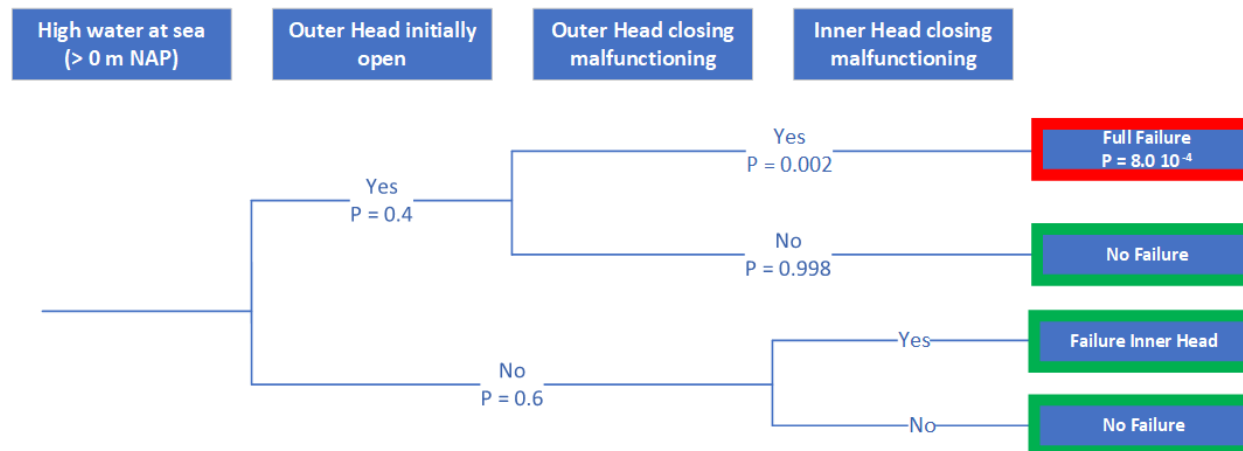 High water at sea
(> 0 m NAP)
Outer Head initially
open
Outer Head closing
malfunctioning
Inner Head closing
malfunctioning
Yes
P = 0.002
Full Failure
P = 8.0 10⁻⁴
Yes
P = 0.4
No
P = 0.998
No Failure
Yes
Failure Inner Head
No
P = 0.6
No
No Failure